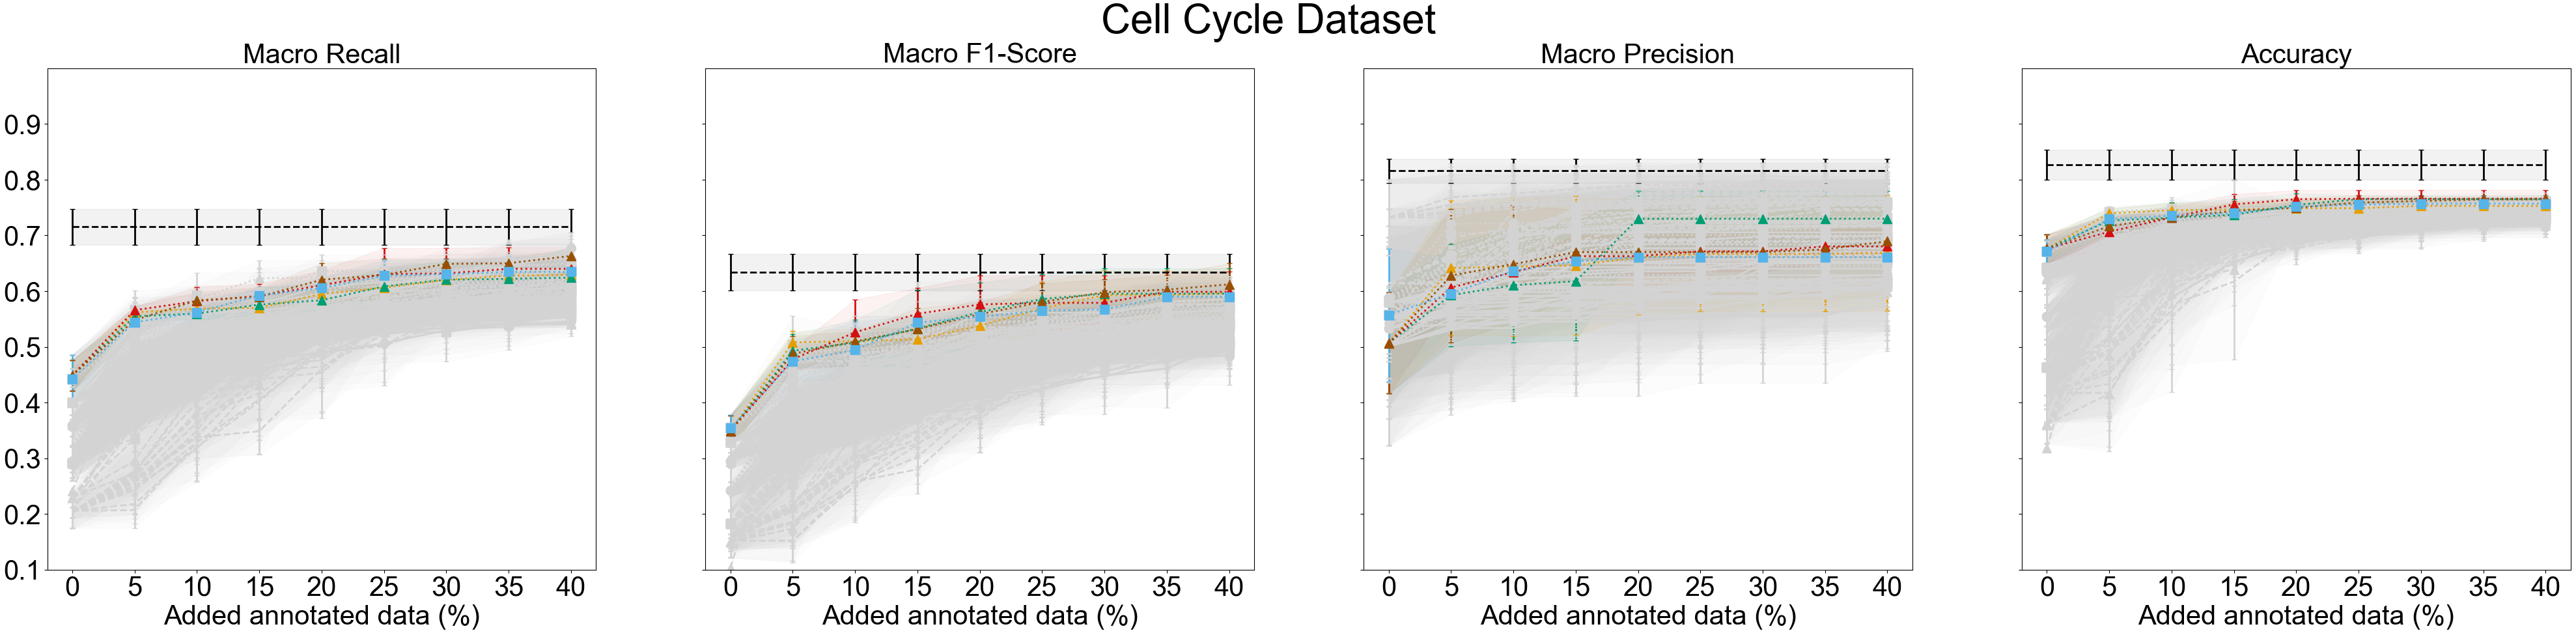 Cell Cycle Dataset
Macro Recall
Macro F1-Score
Macro Precision
Accuracy
0.9
0.8
0.7
0.6
0.5
0.4
0.3
0.2
0.1
0 5 10 15 20 25 30 35 40
0 5 10 15 20 25 30 35 40
0 5 10 15 20 25 30 35 40
0 5 10 15 20 25 30 35 40
Added annotated data (%)
Added annotated data (%)
Added annotated data (%)
Added annotated data (%)